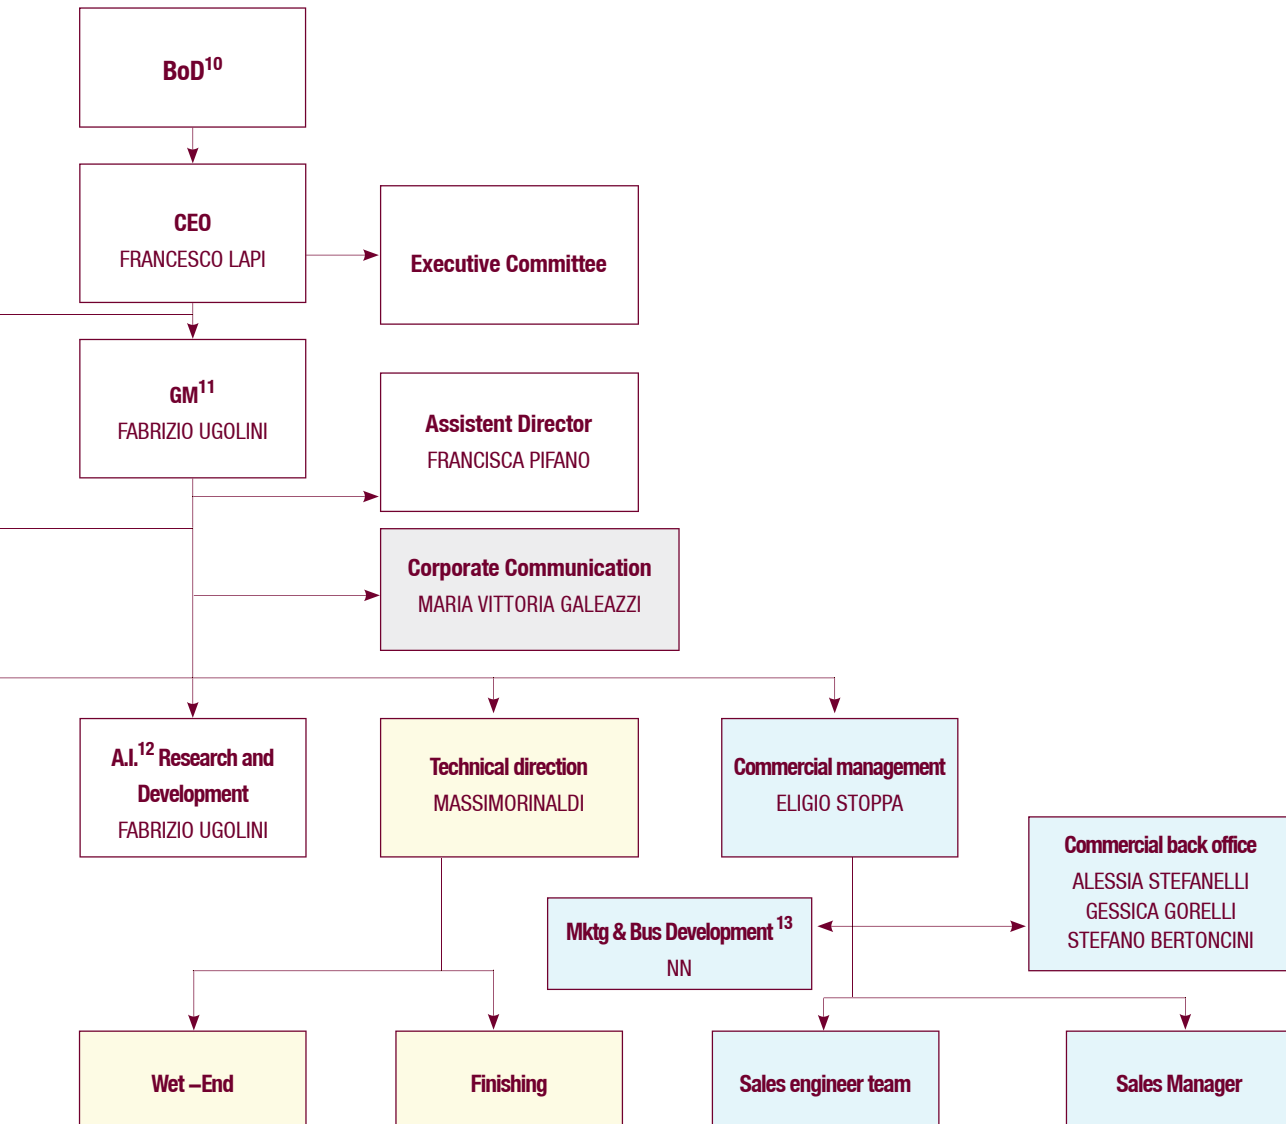 BoD10
CEO
FRANCESCO LAPI
Executive Committee
GM11
FABRIZIO UGOLINI
Assistent Director
FRANCISCA PIFANO
Corporate Communication
MARIA VITTORIA GALEAZZI
A.I.12 Research and
Development
FABRIZIO UGOLINI
Technical direction
MASSIMORINALDI
Commercial management
ELIGIO STOPPA
Commercial back office
ALESSIA STEFANELLI
GESSICA GORELLI
STEFANO BERTONCINI
Mktg & Bus Development 13
NN
Wet –End
Finishing
Sales engineer team
Sales Manager